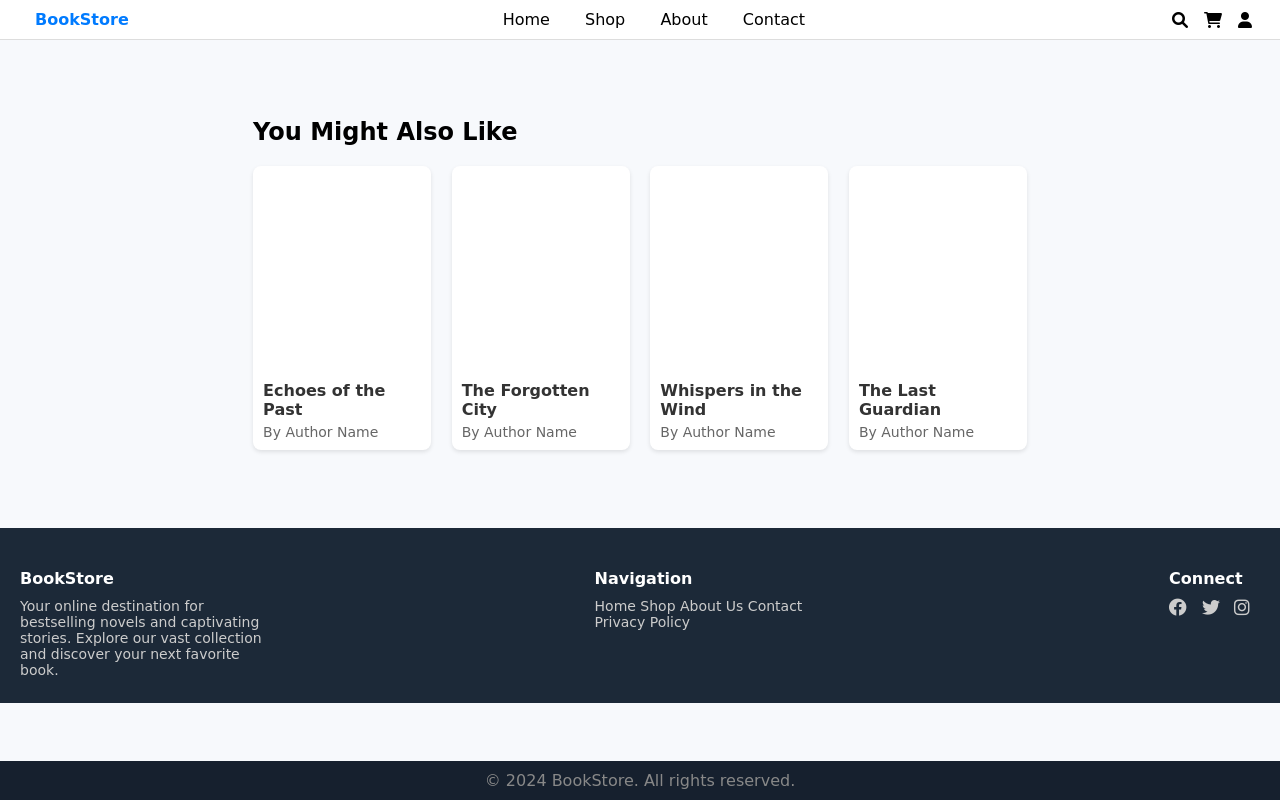 BookStore
Home Shop About Contact
You Might Also Like
Echoes of the
Past
By Author Name
The Forgotten
City
By Author Name
Whispers in the
Wind
By Author Name
The Last
Guardian
By Author Name
BookStore
Your online destination for
bestselling novels and captivating
stories. Explore our vast collection
and discover your next favorite
book.
Navigation
Home Shop About Us Contact
Privacy Policy
Connect
© 2024 BookStore. All rights reserved.